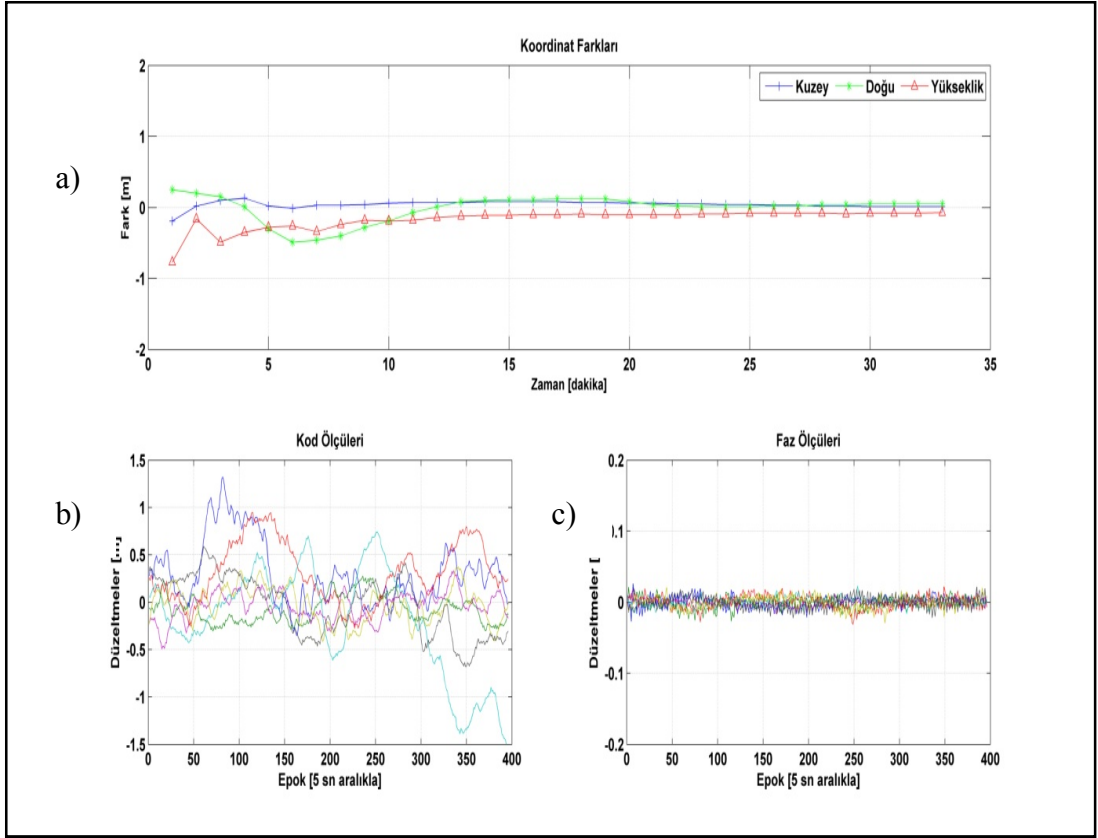 Koordinat Farkları
a)
Fark [m]
2
1
0
-1
-2
Kuzey Doğu Yükseklik
0 5 10 15 20 25 30 35
Zaman [dakika]
b)
Kod Ölçüleri
Düzeltmeler [...]
1.5
1
0.5
0
-0.5
-1
-1.5
0 50 100 150 200 250 300 350 400
Epok [5 sn aralıkla]
c)
Faz Ölçüleri
Düzeltmeler [
0.2
).1
0
-0.1
-0.2
0 50 100 150 200 250 300 350 400
Epok [5 sn aralıkla]